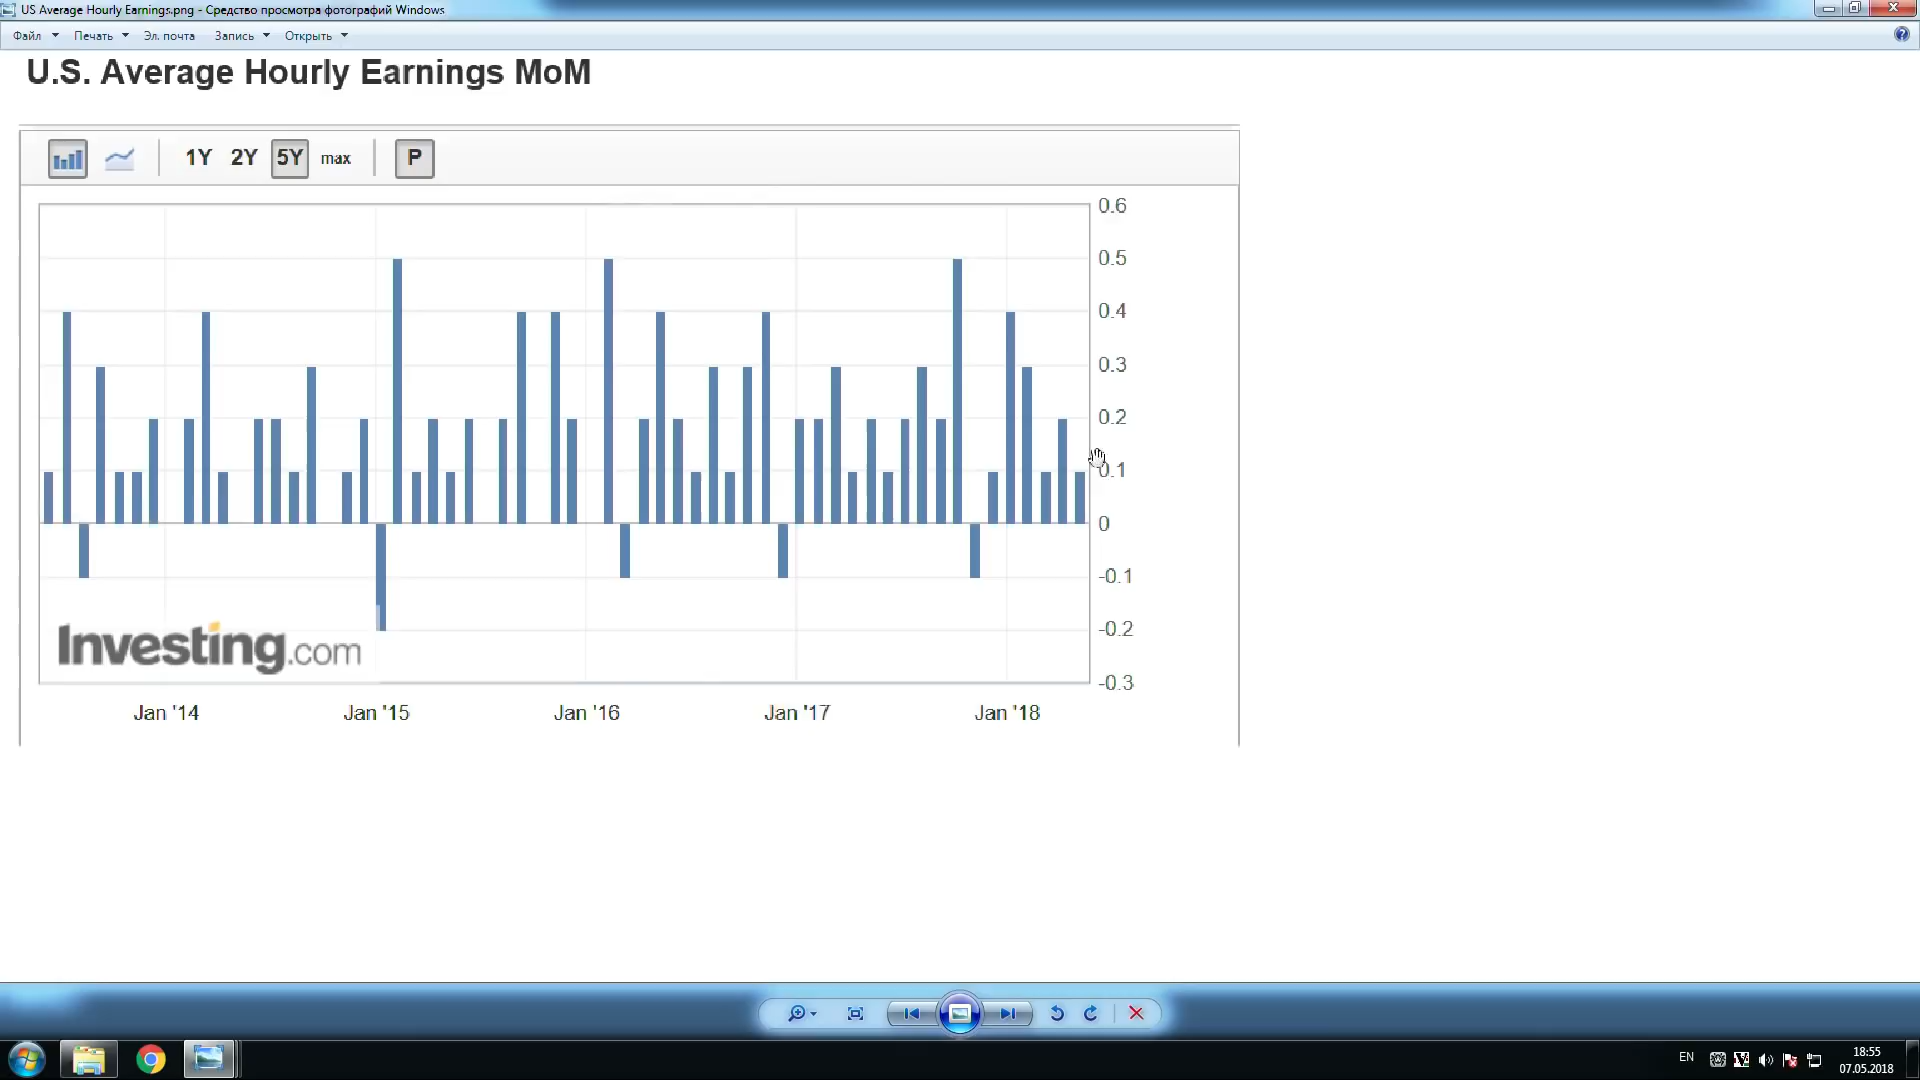 US Average Hourly Earnings.png - Средство просмотра фотографий Windows
Файл Печать Эл. почта Запись Открыть
U.S. Average Hourly Earnings MoM
1Y 2Y 5Y max P
0.6
0.5
0.4
0.3
0.2
0.1
0
-0.1
-0.2
-0.3
Investing.com
Jan '14 Jan '15 Jan '16 Jan '17 Jan '18
EN
18:55
07.05.2018